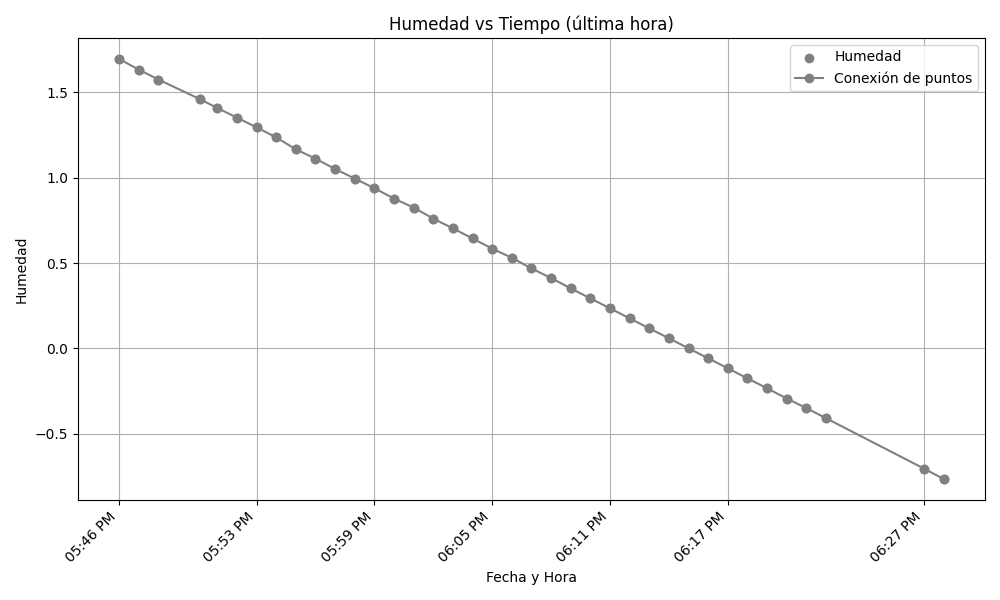 Humedad vs Tiempo (última hora)
Humedad
Conexión de puntos
Humedad
1.5
1.0
0.5
0.0
−0.5
05:46 PM
05:53 PM
05:59 PM
06:05 PM
06:11 PM
06:17 PM
06:27 PM
Fecha y Hora